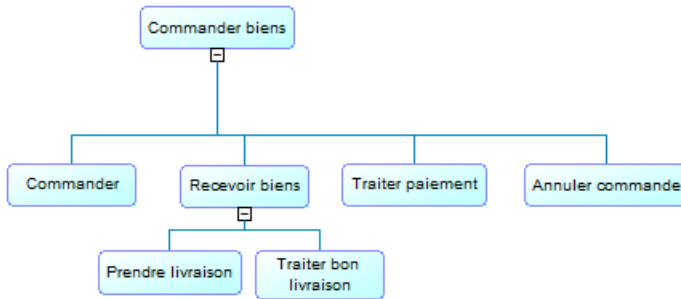 Commander biens
Commander
Recevoir biens
Traiter paiement
Annuler commande
Prendre livraison
Traiter bon
livraison